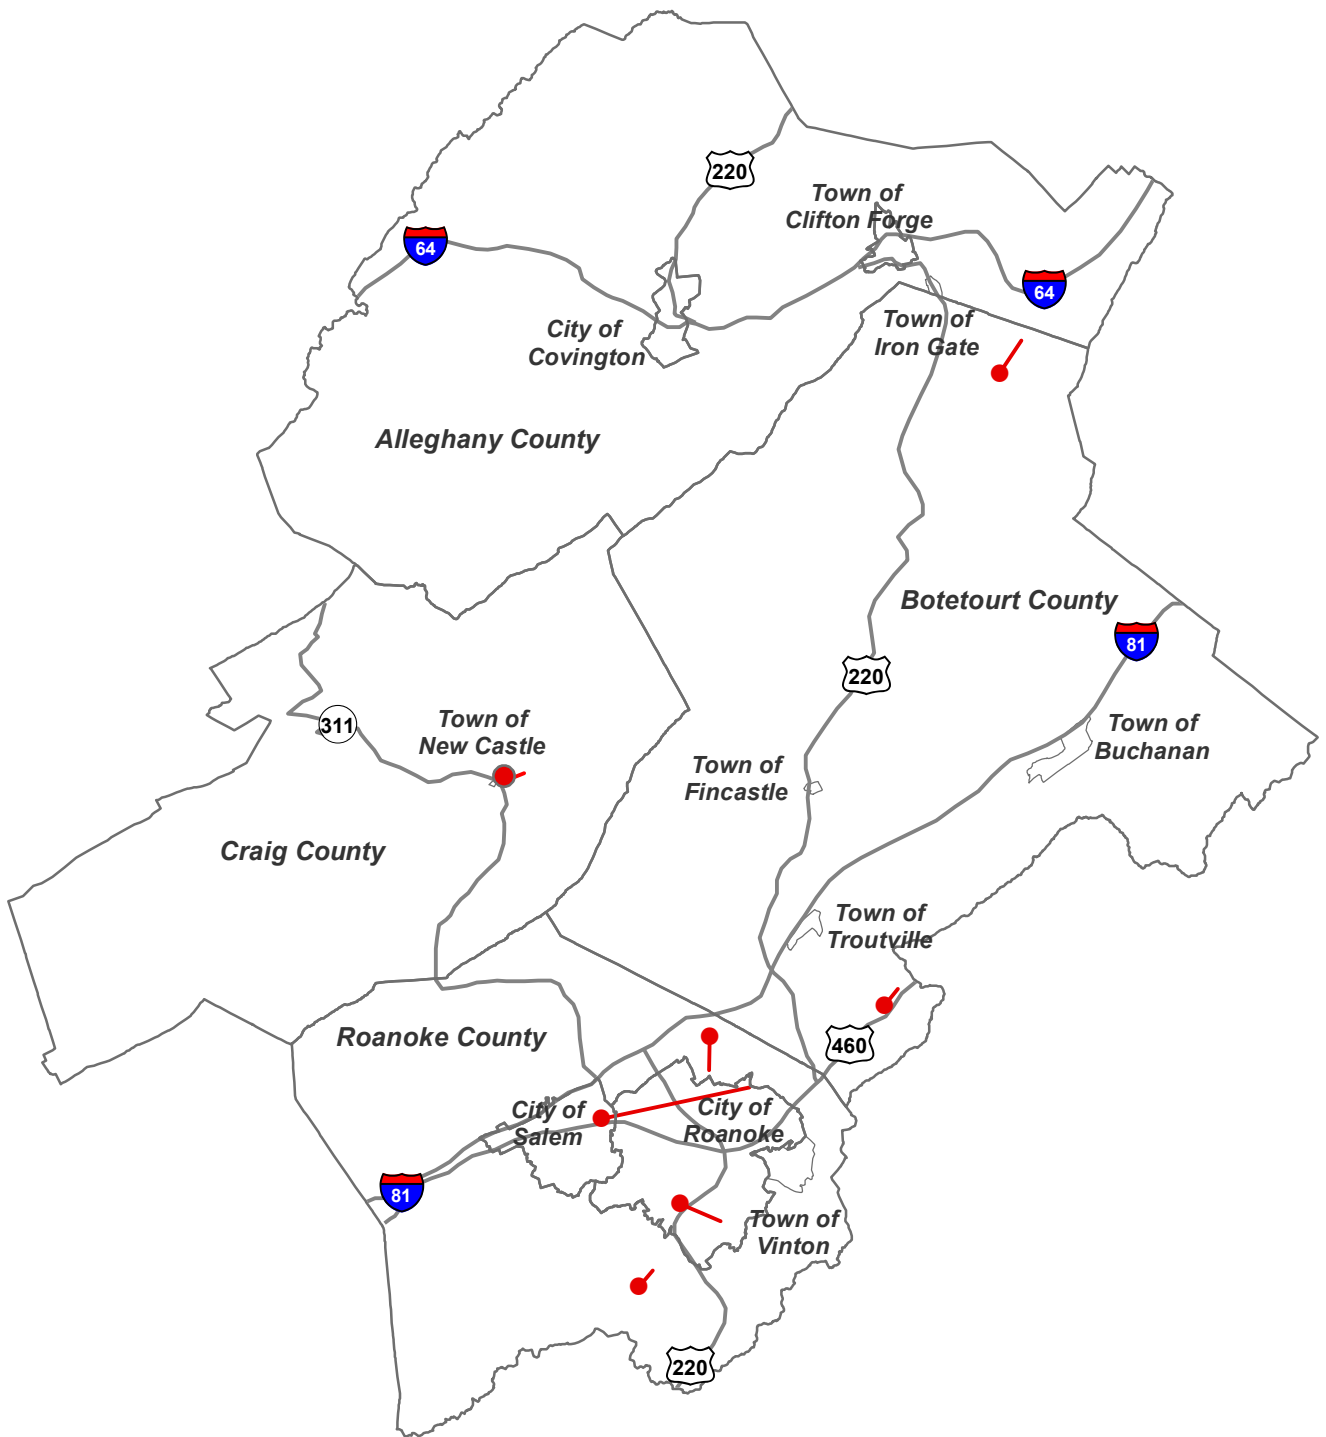 220
Town of
Clifton Forge
64
64
Town of
Iron Gate
City of
Covington
Alleghany County
Botetourt County
81
220
311
Town of
New Castle
Town of
Buchanan
Town of
Fincastle
Craig County
Town of
Troutville
Roanoke County
460
City of
Salem
City of
Roanoke
81
Town of
Vinton
220